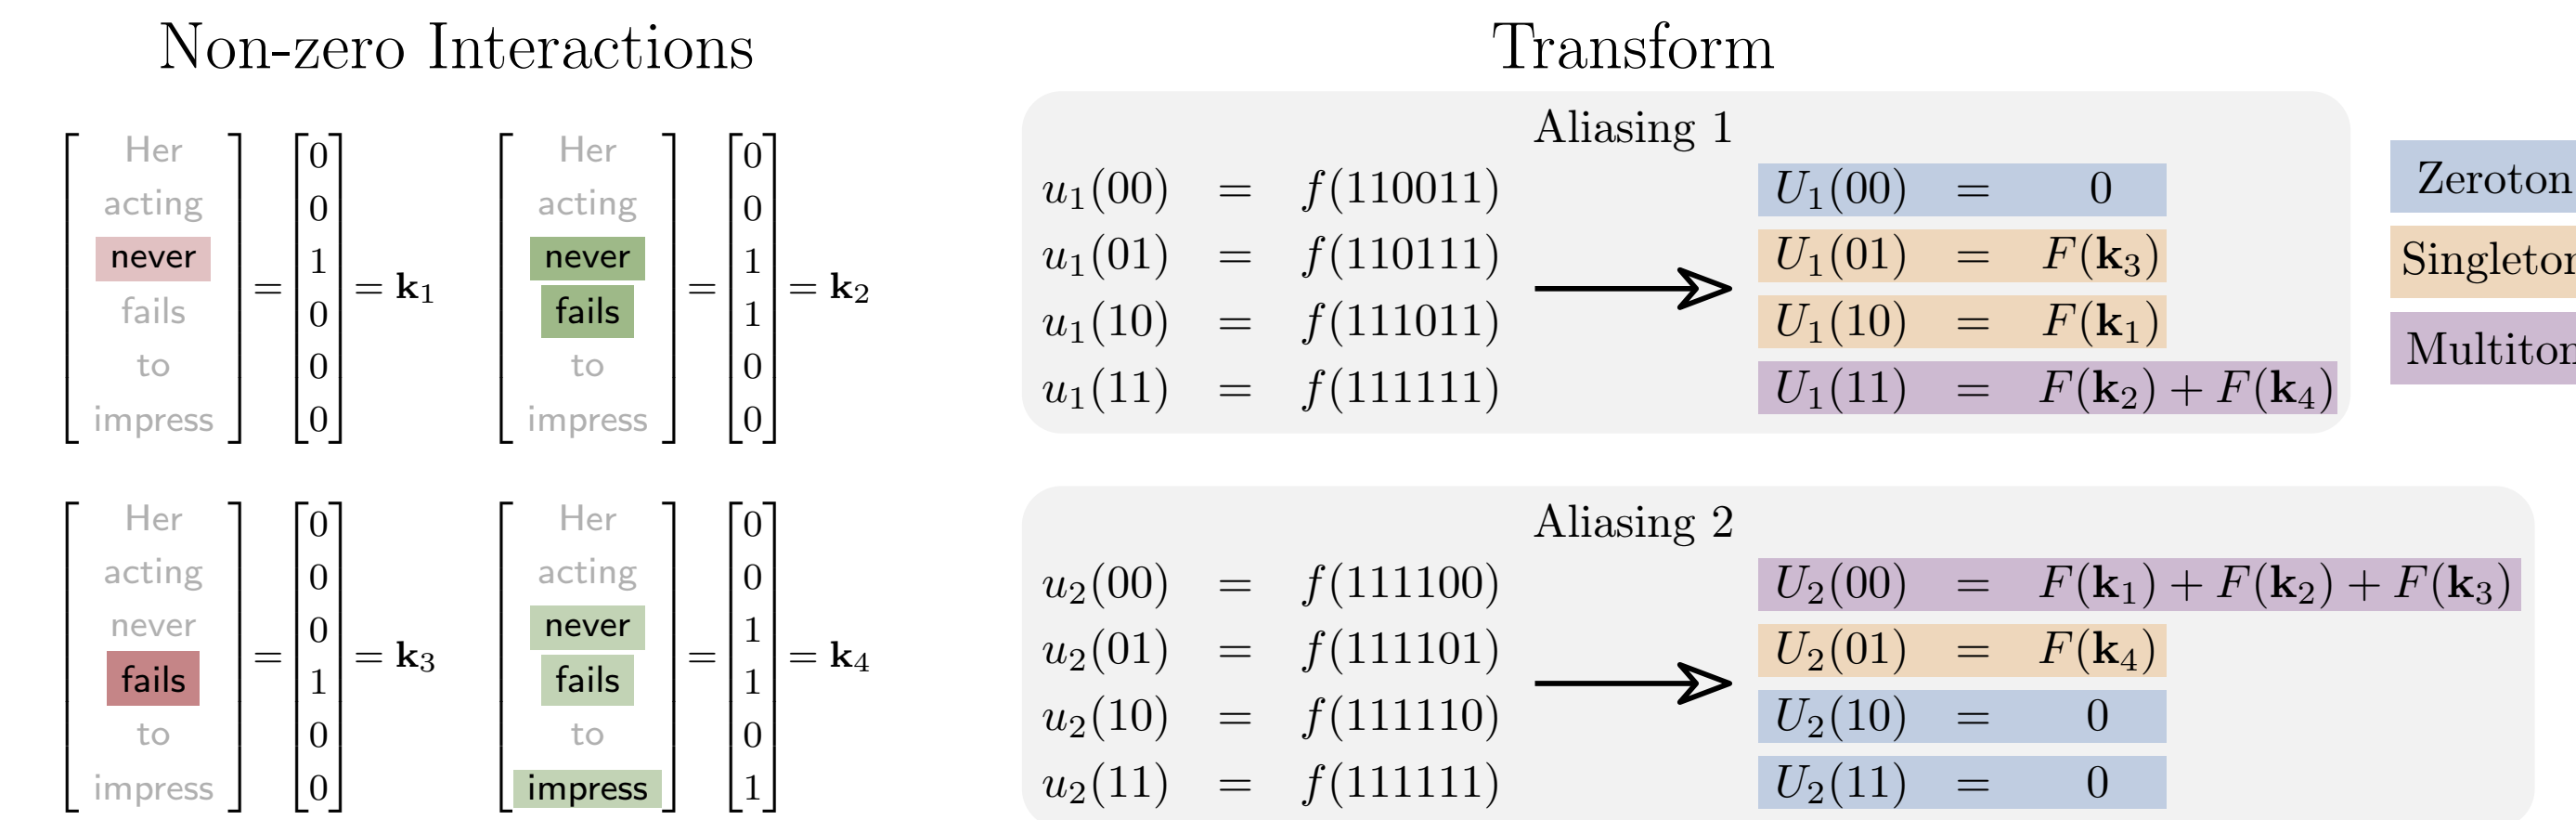 Non-zero Interactions
Her
acting
never
fails
to
impress
=
0
0
1
0
0
0
= k₁
Her
acting
never
fails
to
impress
=
0
0
1
1
0
0
= k₂
Her
acting
never
fails
to
impress
=
0
0
0
1
0
0
= k₃
Her
acting
never
fails
to
impress
=
0
0
1
1
0
1
= k₄
Transform
Aliasing 1
u₁(00) = f(110011)
u₁(01) = f(110111)
u₁(10) = f(111011)
u₁(11) = f(111111)
U₁(00) = 0
U₁(01) = F(k₃)
U₁(10) = F(k₁)
U₁(11) = F(k₂) + F(k₄)
Zeroton
Singleton
Multiton
Aliasing 2
u₂(00) = f(111100)
u₂(01) = f(111101)
u₂(10) = f(111110)
u₂(11) = f(111111)
U₂(00) = F(k₁) + F(k₂) + F(k₃)
U₂(01) = F(k₄)
U₂(10) = 0
U₂(11) = 0